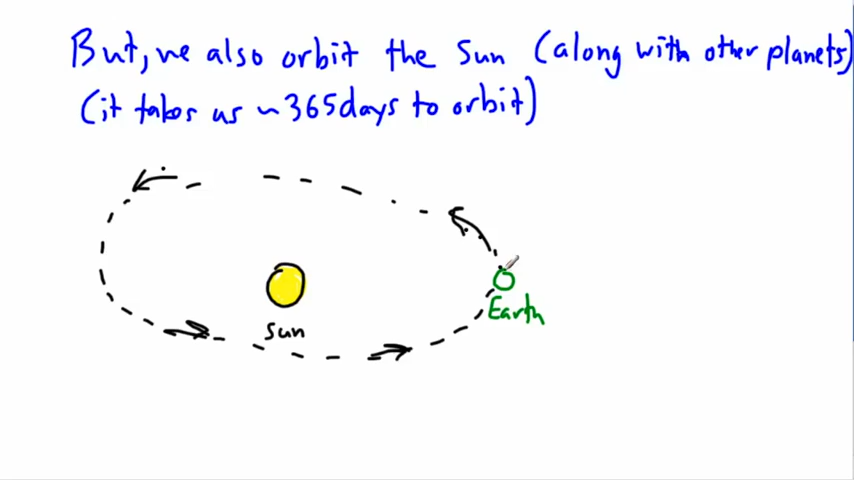 But, we also orbit the Sun (along with other planets)
(it takes us ~365days to orbit)
Sun
Earth